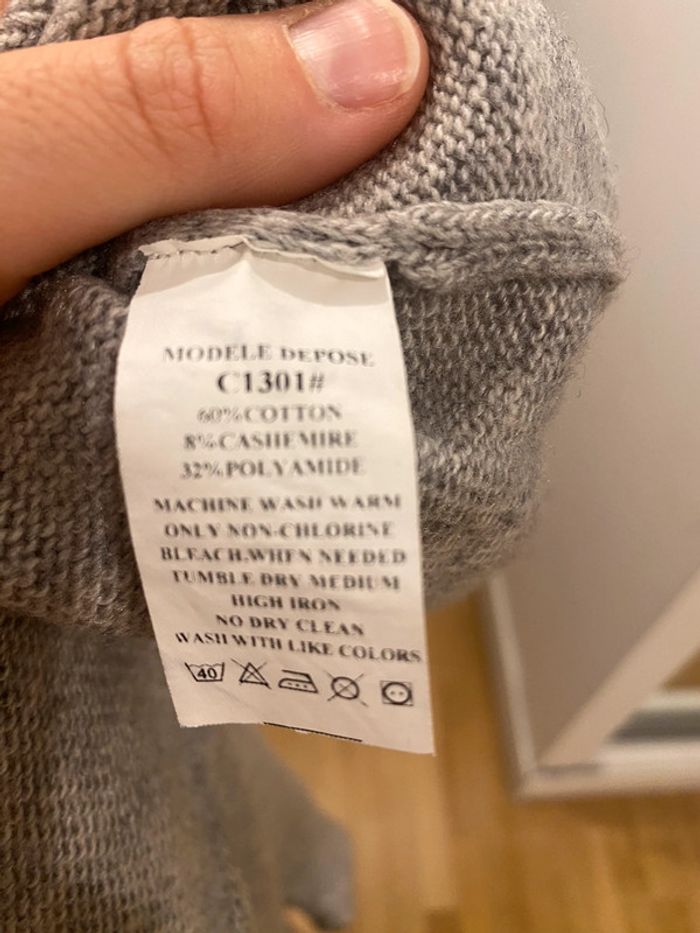 MODELE DEPOSE
C1301#
60%COTTON
8%CASHEMIRE
32%POLYAMIDE
MACHINE WASH WARM
ONLY NON-CHLORINE
BLEACH.WHEN NEEDED
TUMBLE DRY MEDIUM
HIGH IRON
NO DRY CLEAN
WASH WITH LIKE COLORS
40